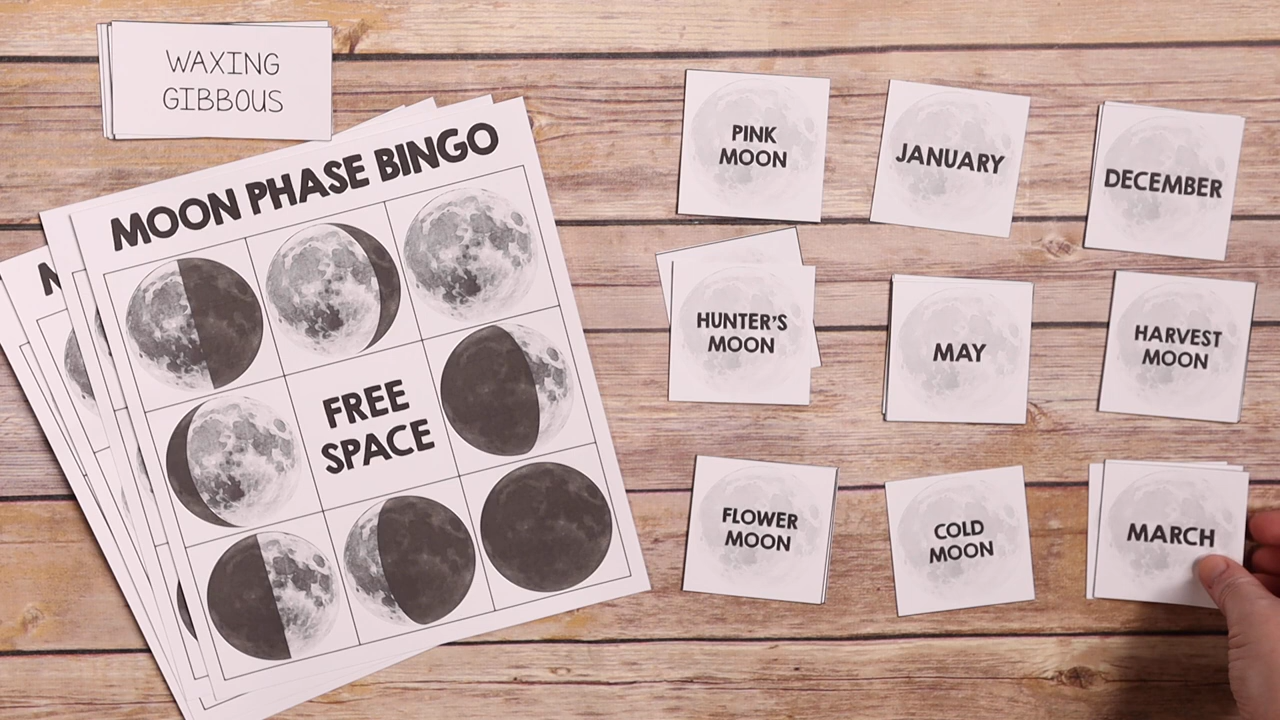 WAXING
GIBBOUS
MOON PHASE BINGO
FREE
SPACE
N
PINK
MOON
JANUARY
DECEMBER
HUNTER'S
MOON
MAY
HARVEST
MOON
FLOWER
MOON
COLD
MOON
MARCH